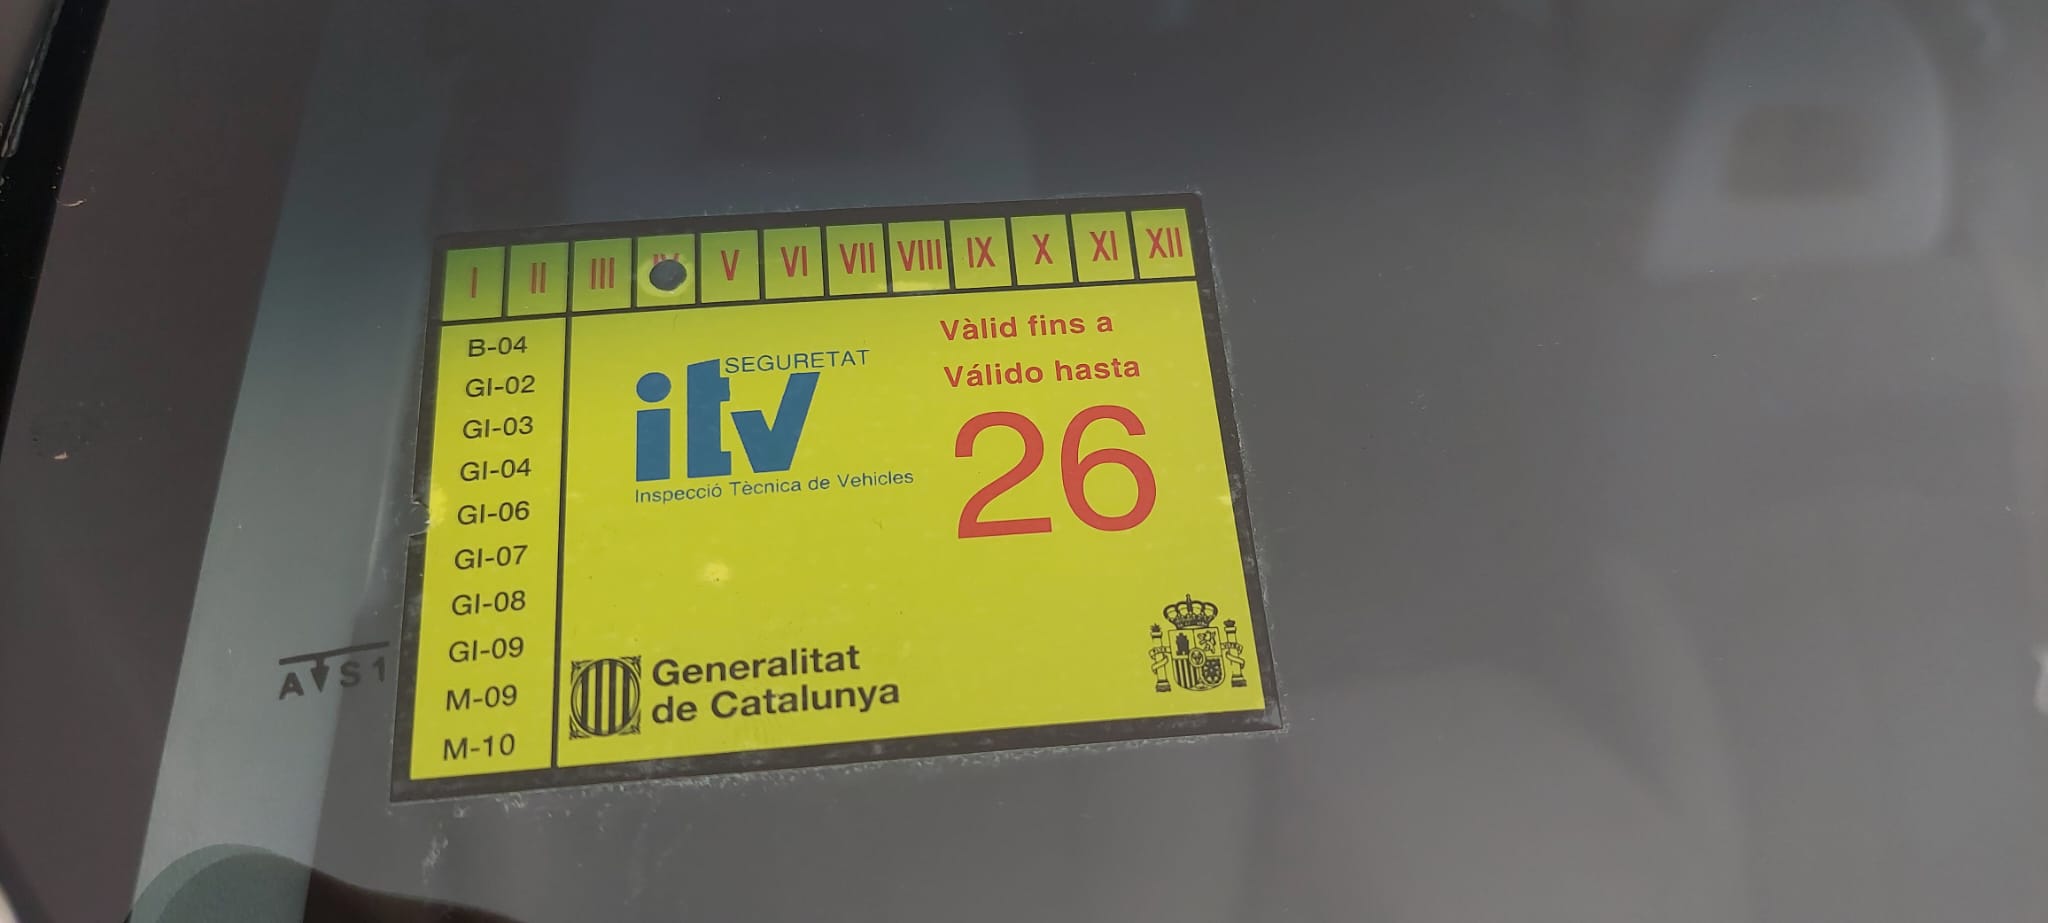 I II III IV V VI VII VIII IX X XI XII
B-04
GI-02
GI-03
GI-04
GI-06
GI-07
GI-08
GI-09
M-09
M-10
SEGURETAT
itv
Inspecció Tècnica de Vehicles
Vàlid fins a
Válido hasta
26
Generalitat
de Catalunya
A S1